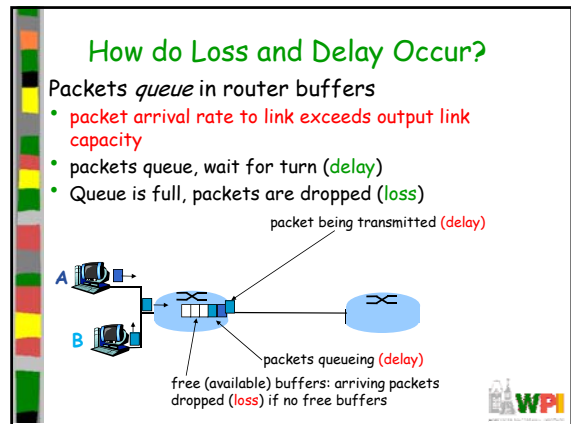 How do Loss and Delay Occur?
Packets queue in router buffers
• packet arrival rate to link exceeds output link
capacity
• packets queue, wait for turn (delay)
• Queue is full, packets are dropped (loss)
packet being transmitted (delay)
A
B
packets queueing (delay)
free (available) buffers: arriving packets
dropped (loss) if no free buffers
WPI